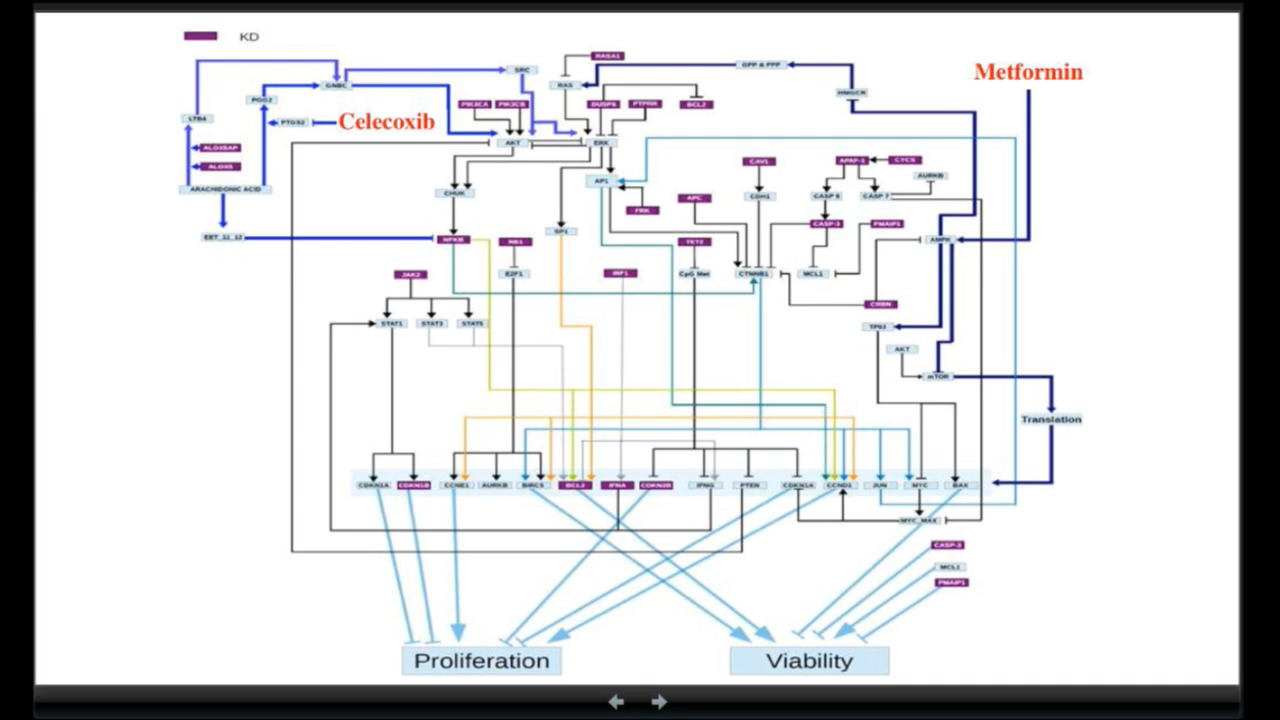 KD
RASA1
GPP & FPP
Metformin
SRC
GNBC
RAS
HMGCR
PGG2
PIK3CA
PIK3CB
DUSP6
PTPRR
BCL2
LTB4
PTGS2
Celecoxib
AKT
ERK
ALOX5AP
ALOX5
CAV1
APAF-1
CYCS
AURKB
ARACHIDONIC ACID
CHUK
AP1
APC
CDH1
CASP 6
CASP 7
FRK
EET_11_12
NFKB
RB1
SP1
TET2
CASP-3
PMAIP1
AMPK
JAK2
E2F1
IRF1
CpG Met
CTNNB1
MCL1
CRBN
STAT1
STAT3
STAT5
TP53
AKT
mTOR
Translation
CDKN1A
CDKN1B
CCNE1
AURKB
BIRC5
BCL2
IFNA
CDKN2B
IFNG
PTEN
CDKN1A
CCND1
JUN
MYC
BAX
MYC_MAX
CASP-3
MCL1
PMAIP1
Proliferation
Viability